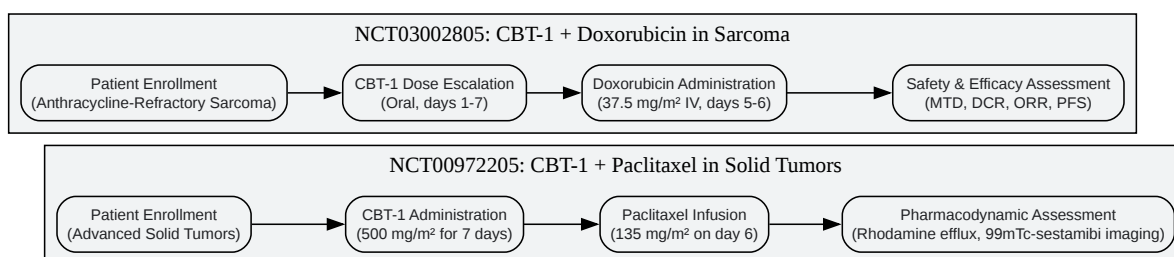 NCT03002805: CBT-1 + Doxorubicin in Sarcoma
Patient Enrollment
(Anthracycline-Refractory Sarcoma)
CBT-1 Dose Escalation
(Oral, days 1-7)
Doxorubicin Administration
(37.5 mg/m² IV, days 5-6)
Safety & Efficacy Assessment
(MTD, DCR, ORR, PFS)
NCT00972205: CBT-1 + Paclitaxel in Solid Tumors
Patient Enrollment
(Advanced Solid Tumors)
CBT-1 Administration
(500 mg/m² for 7 days)
Paclitaxel Infusion
(135 mg/m² on day 6)
Pharmacodynamic Assessment
(Rhodamine efflux, 99mTc-sestamibi imaging)